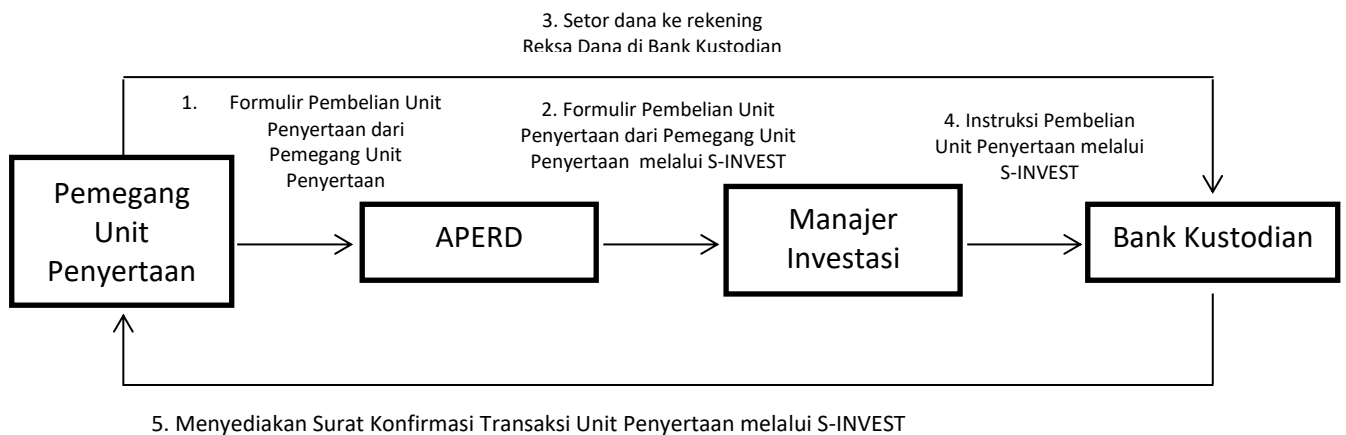 3. Setor dana ke rekening
Reksa Dana di Bank Kustodian
1. Formulir Pembelian Unit
Penyertaan dari
Pemegang Unit
Penyertaan
2. Formulir Pembelian Unit
Penyertaan dari Pemegang Unit
Penyertaan melalui S-INVEST
4. Instruksi Pembelian
Unit Penyertaan melalui
S-INVEST
Pemegang
Unit
Penyertaan
APERD
Manajer
Investasi
Bank Kustodian
5. Menyediakan Surat Konfirmasi Transaksi Unit Penyertaan melalui S-INVEST